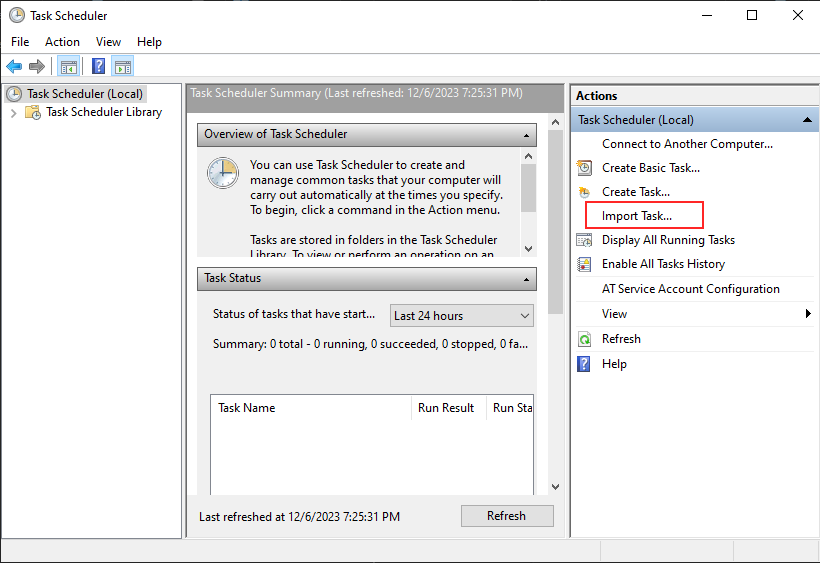 Task Scheduler
File Action View Help
Task Scheduler (Local)
Task Scheduler Library
Task Scheduler Summary (Last refreshed: 12/6/2023 7:25:31 PM)
Overview of Task Scheduler
You can use Task Scheduler to create and
manage common tasks that your computer will
carry out automatically at the times you specify.
To begin, click a command in the Action menu.
Tasks are stored in folders in the Task Scheduler
Library. To view or perform an operation on an
Task Status
Status of tasks that have start... Last 24 hours
Summary: 0 total - 0 running, 0 succeeded, 0 stopped, 0 fa...
Task Name Run Result Run Sta
Last refreshed at 12/6/2023 7:25:31 PM Refresh
Actions
Task Scheduler (Local)
Connect to Another Computer...
Create Basic Task...
Create Task...
Import Task...
Display All Running Tasks
Enable All Tasks History
AT Service Account Configuration
View
Refresh
Help